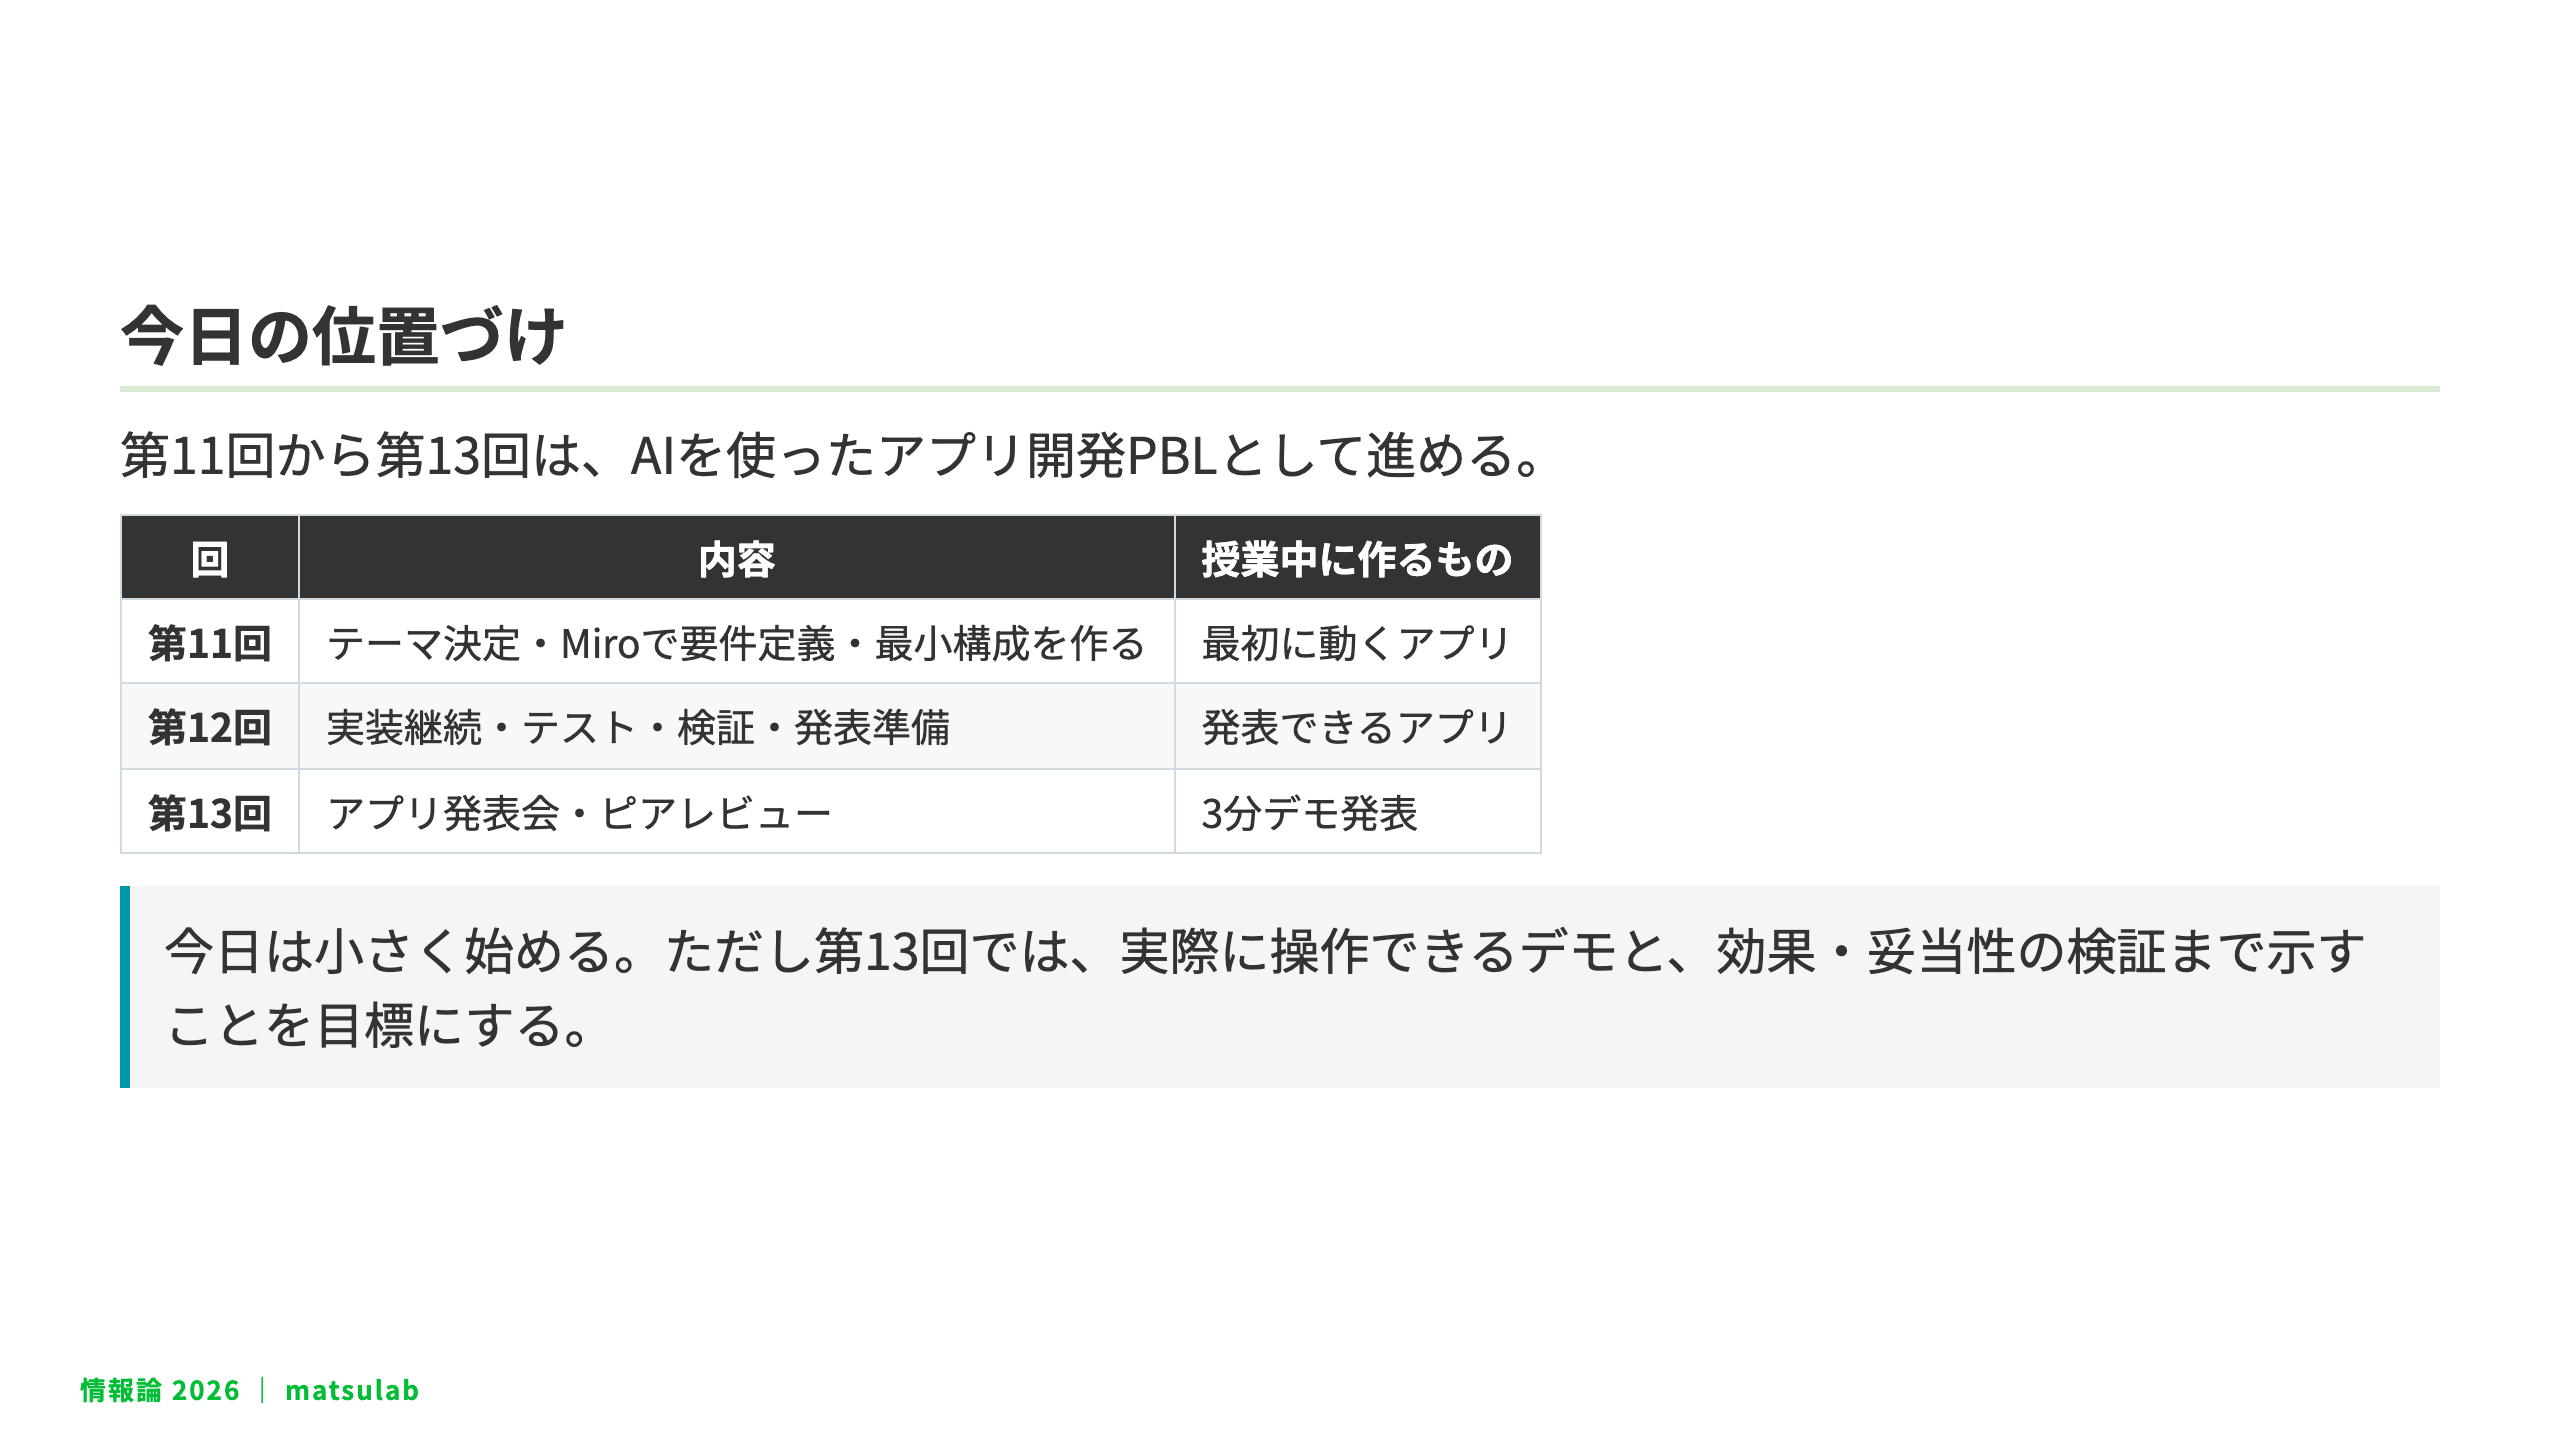 今日の位置づけ
第11回から第13回は、AIを使ったアプリ開発PBLとして進める。
回 内容 授業中に作るもの
第11回 テーマ決定・Miroで要件定義・最小構成を作る 最初に動くアプリ
第12回 実装継続・テスト・検証・発表準備 発表できるアプリ
第13回 アプリ発表会・ピアレビュー 3分デモ発表
今日は小さく始める。ただし第13回では、実際に操作できるデモと、効果・妥当性の検証まで示す
ことを目標にする。
情報論 2026 ｜ matsulab